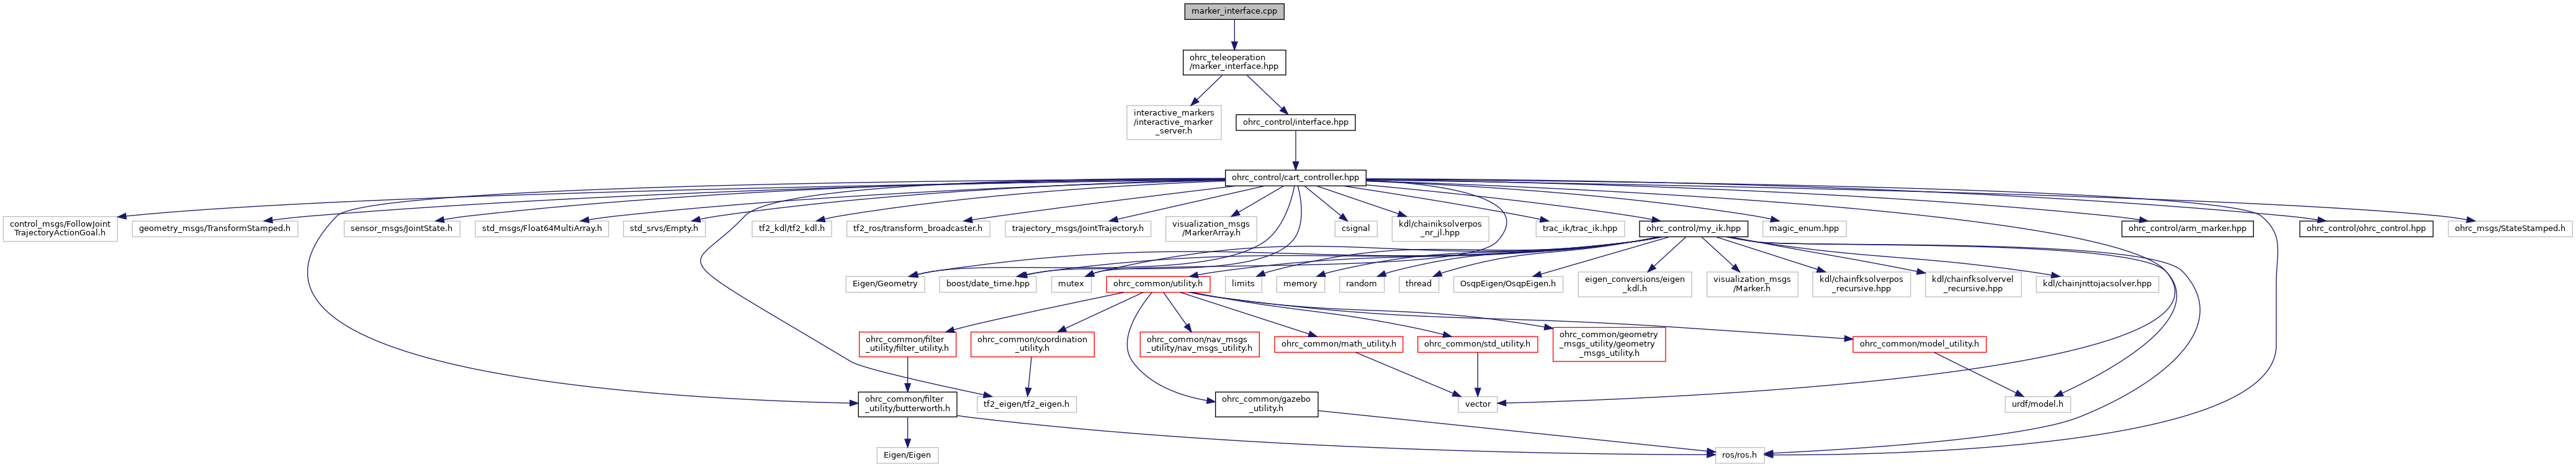 marker_interface.cpp
ohrc_teleoperation
/marker_interface.hpp
interactive_markers
/interactive_marker
_server.h
ohrc_control/interface.hpp
ohrc_control/cart_controller.hpp
control_msgs/FollowJoint
TrajectoryActionGoal.h
geometry_msgs/TransformStamped.h
sensor_msgs/JointState.h
std_msgs/Float64MultiArray.h
std_srvs/Empty.h
tf2_kdl/tf2_kdl.h
tf2_ros/transform_broadcaster.h
trajectory_msgs/JointTrajectory.h
visualization_msgs
/MarkerArray.h
csignal
kdl/chainiksolverpos
_nr_jl.hpp
trac_ik/trac_ik.hpp
ohrc_control/my_ik.hpp
magic_enum.hpp
ohrc_control/arm_marker.hpp
ohrc_control/ohrc_control.hpp
ohrc_msgs/StateStamped.h
Eigen/Geometry
boost/date_time.hpp
mutex
ohrc_common/utility.h
limits
memory
random
thread
OsqpEigen/OsqpEigen.h
eigen_conversions/eigen
_kdl.h
visualization_msgs
/Marker.h
kdl/chainfksolverpos
_recursive.hpp
kdl/chainfksolvervel
_recursive.hpp
kdl/chainjnttojacsolver.hpp
ohrc_common/filter
_utility/filter_utility.h
ohrc_common/coordination
_utility.h
ohrc_common/nav_msgs
_utility/nav_msgs_utility.h
ohrc_common/math_utility.h
ohrc_common/std_utility.h
ohrc_common/geometry
_msgs_utility/geometry
_msgs_utility.h
ohrc_common/model_utility.h
ohrc_common/filter
_utility/butterworth.h
tf2_eigen/tf2_eigen.h
ohrc_common/gazebo
_utility.h
vector
urdf/model.h
Eigen/Eigen
ros/ros.h